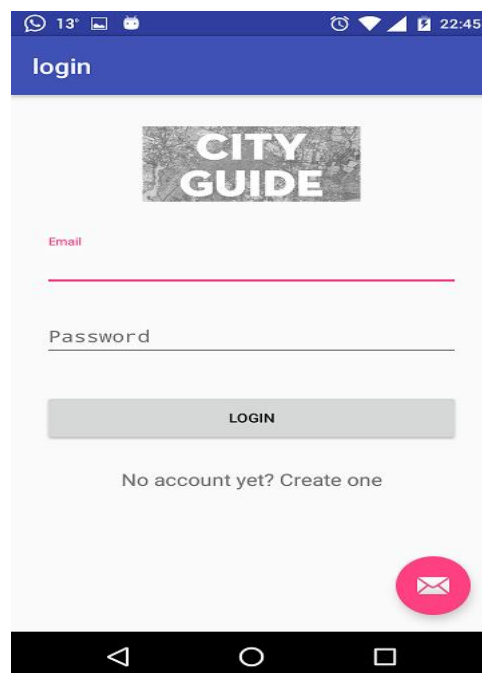 13° 22:45
login
CITY
GUIDE
Email
Password
LOGIN
No account yet? Create one